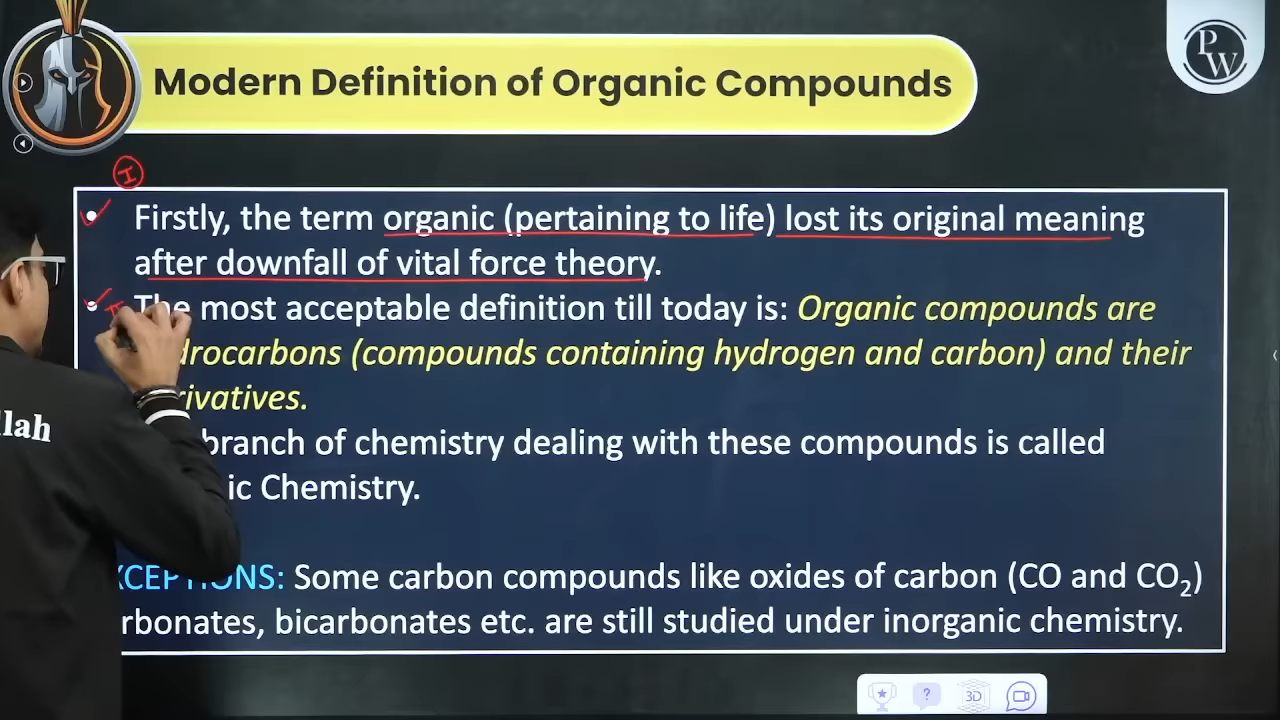 Modern Definition of Organic Compounds
PW
I
Firstly, the term organic (pertaining to life) lost its original meaning
after downfall of vital force theory.
The most acceptable definition till today is: Organic compounds are
drocarbons (compounds containing hydrogen and carbon) and their
rivatives.
branch of chemistry dealing with these compounds is called
ic Chemistry.
llah
XCEPTIONS: Some carbon compounds like oxides of carbon (CO and CO₂)
rbonates, bicarbonates etc. are still studied under inorganic chemistry.
? 3D